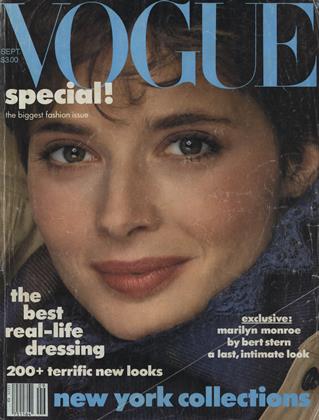 VOGUE
SEPT.
$3.00
special!
the biggest fashion issue
the
best
real-life
dressing
200+ terrific new looks
exclusive:
marilyn monroe
by bert stern
a last, intimate look
new york collections